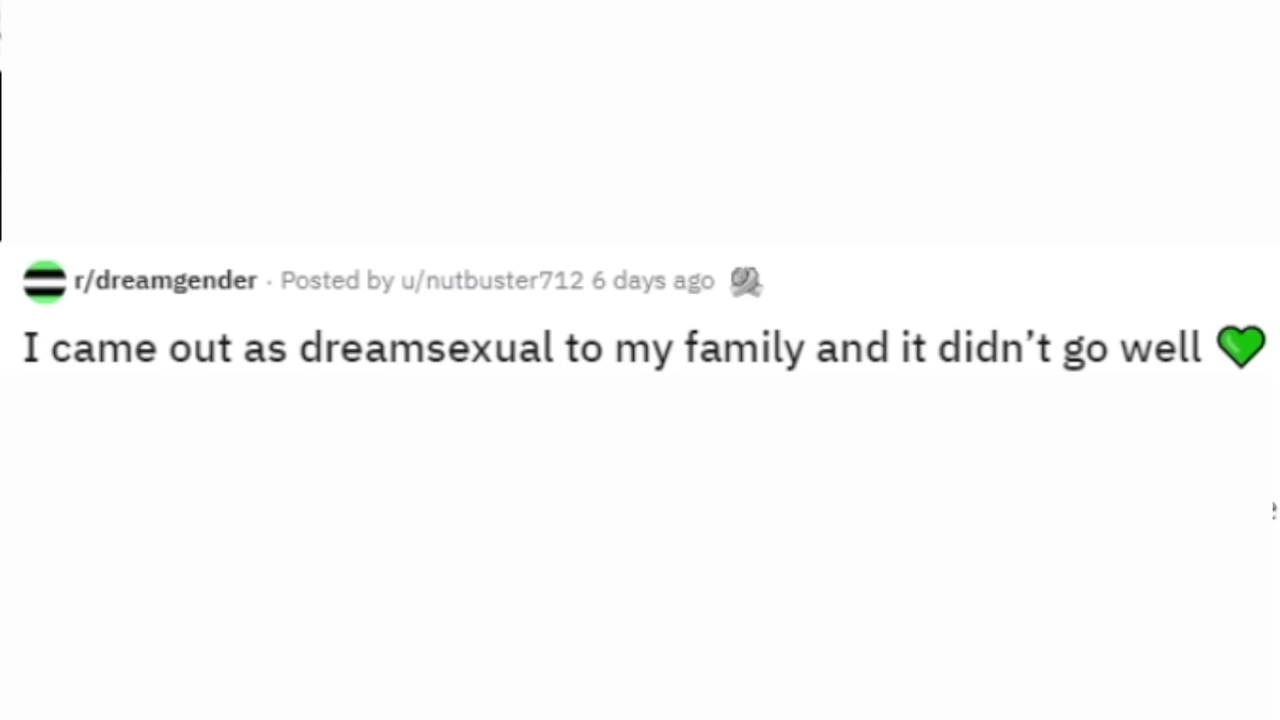 r/dreamgender · Posted by u/nutbuster712 6 days ago
I came out as dreamsexual to my family and it didn’t go well 💚